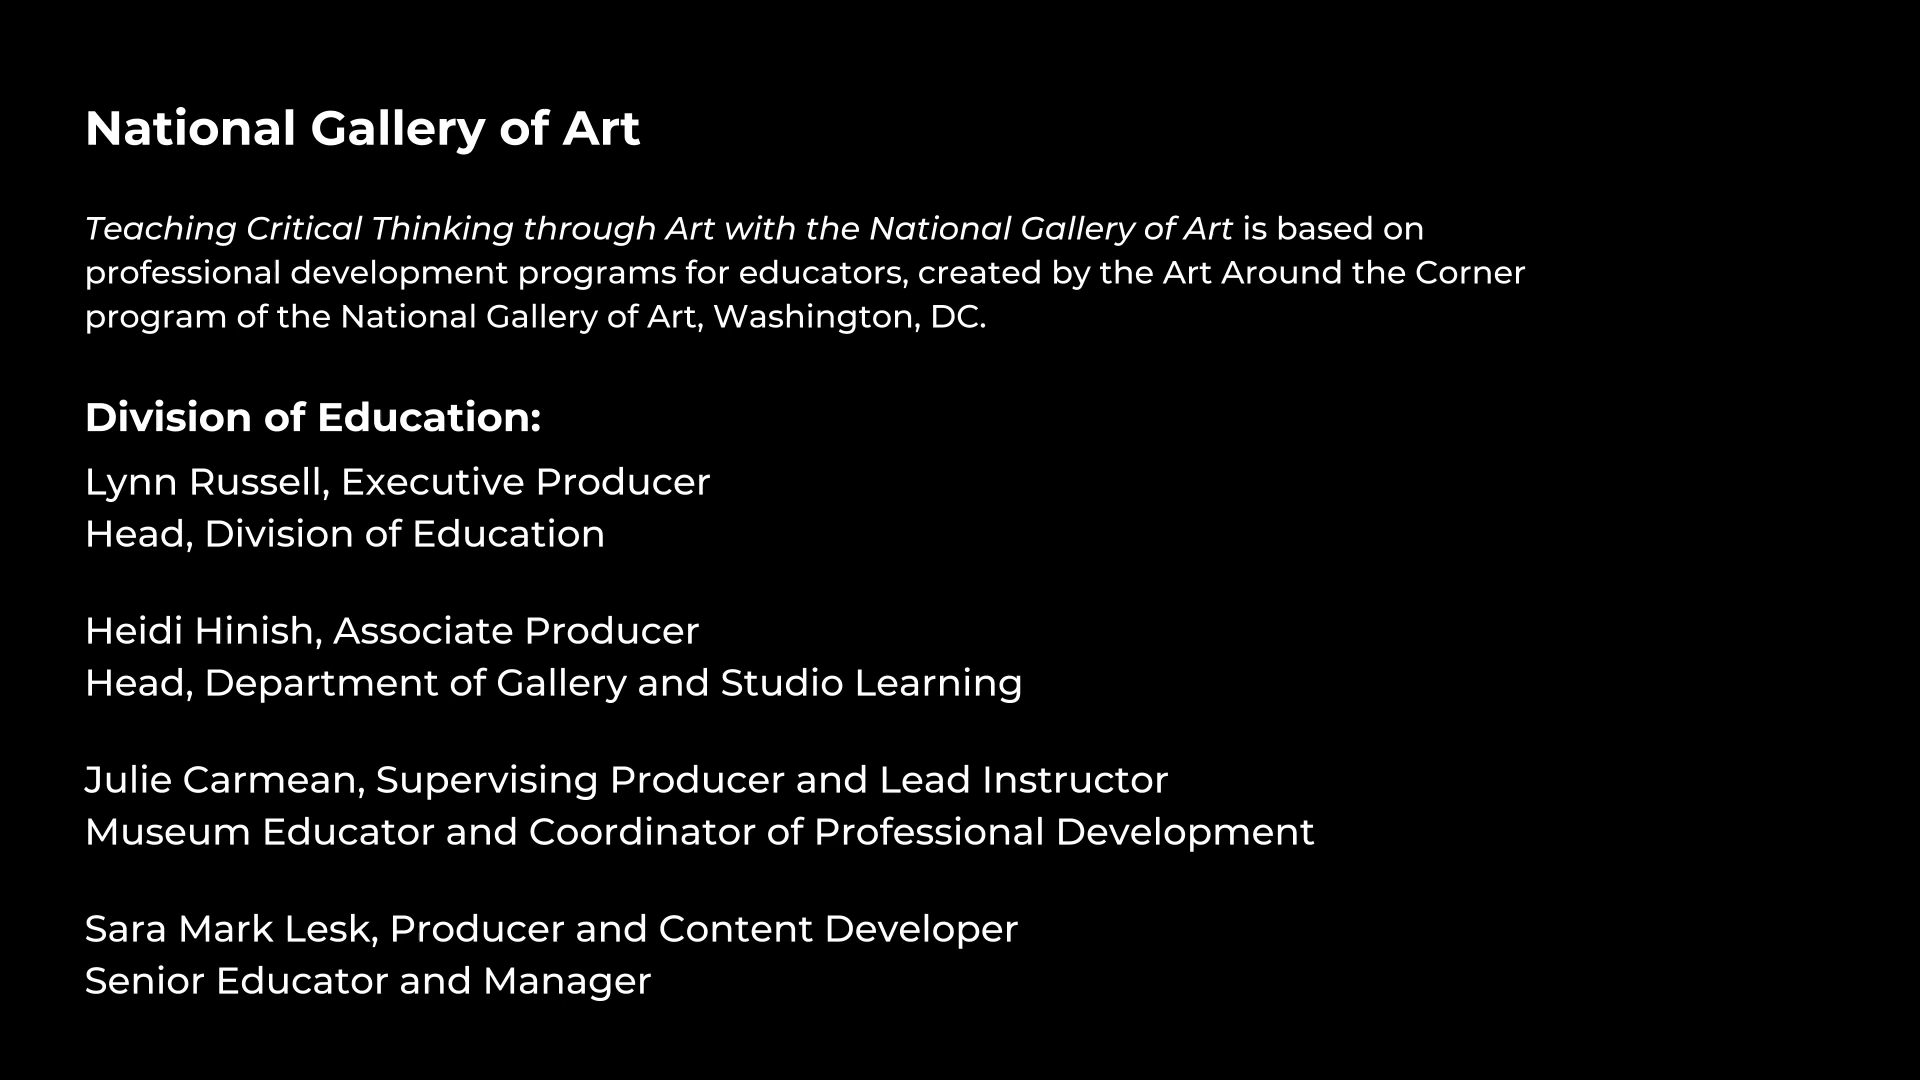 National Gallery of Art
Teaching Critical Thinking through Art with the National Gallery of Art is based on
professional development programs for educators, created by the Art Around the Corner
program of the National Gallery of Art, Washington, DC.
Division of Education:
Lynn Russell, Executive Producer
Head, Division of Education
Heidi Hinish, Associate Producer
Head, Department of Gallery and Studio Learning
Julie Carmean, Supervising Producer and Lead Instructor
Museum Educator and Coordinator of Professional Development
Sara Mark Lesk, Producer and Content Developer
Senior Educator and Manager